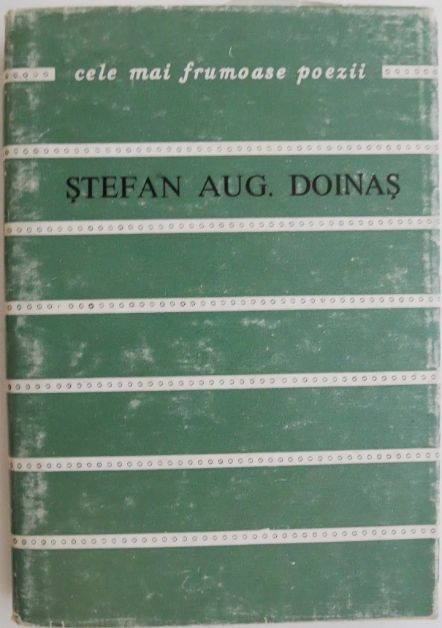 cele mai frumoase poezii
ŞTEFAN AUG. DOINAŞ